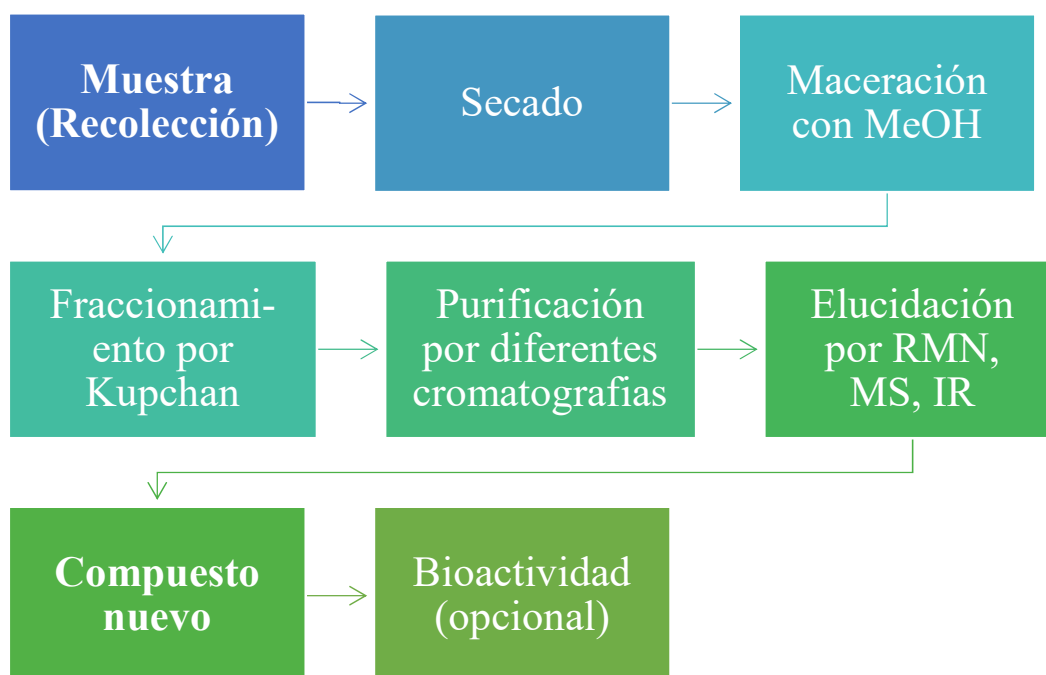 Muestra
(Recolección)
Secado
Maceración
con MeOH
Fraccionami-
ento por
Kupchan
Purificación
por diferentes
cromatografias
Elucidación
por RMN,
MS, IR
Compuesto
nuevo
Bioactividad
(opcional)